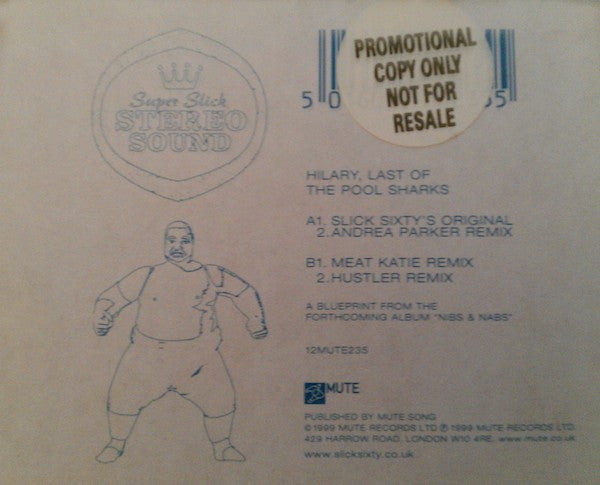 Super Slick
STEREO
SOUND
PROMOTIONAL
COPY ONLY
NOT FOR
RESALE
5 0
5
HILARY, LAST OF
THE POOL SHARKS
A1. SLICK SIXTY'S ORIGINAL
2. ANDREA PARKER REMIX
B1. MEAT KATIE REMIX
2. HUSTLER REMIX
A BLUEPRINT FROM THE
FORTHCOMING ALBUM "NIBS & NABS"
12MUTE235
MUTE
PUBLISHED BY MUTE SONG
© 1999 MUTE RECORDS LTD ℗ 1999 MUTE RECORDS LTD.
429 HARROW ROAD, LONDON W10 4RE. www.mute.co.uk
www.slicksixty.co.uk